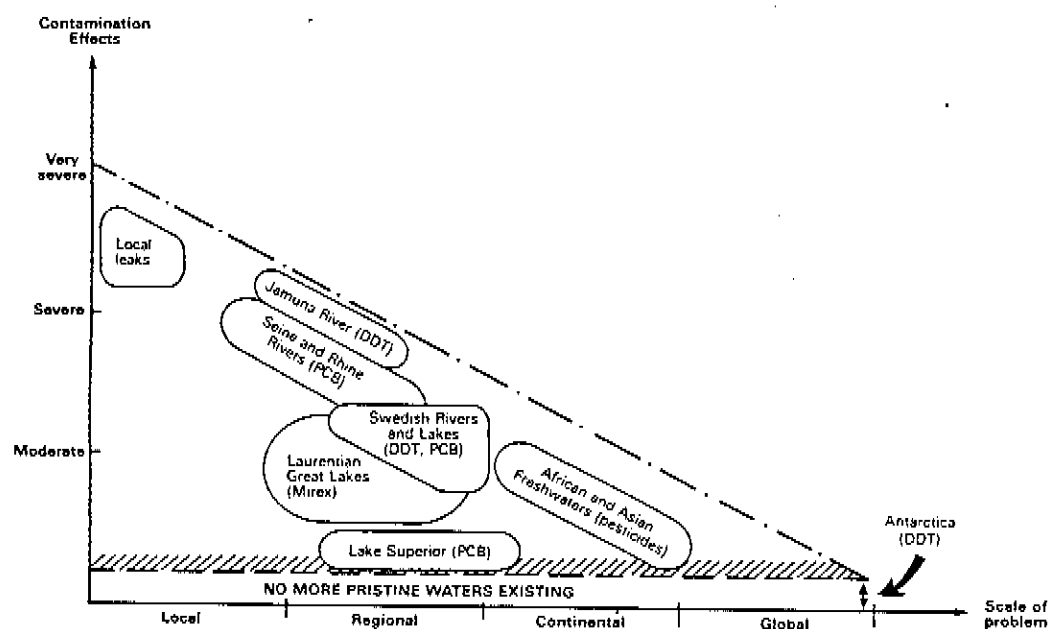 Contamination
Effects
Very
severe
Local
leaks
Severe
Jamuna River (DDT)
Seine and Rhine
Rivers (PCB)
Swedish Rivers
and Lakes
(DDT, PCB)
Moderate
Laurentian
Great Lakes
(Mirex)
African and Asian
Freshwaters (pesticides)
Lake Superior (PCB)
Antarctica
(DDT)
NO MORE PRISTINE WATERS EXISTING
Local
Regional
Continental
Global
Scale of
problem